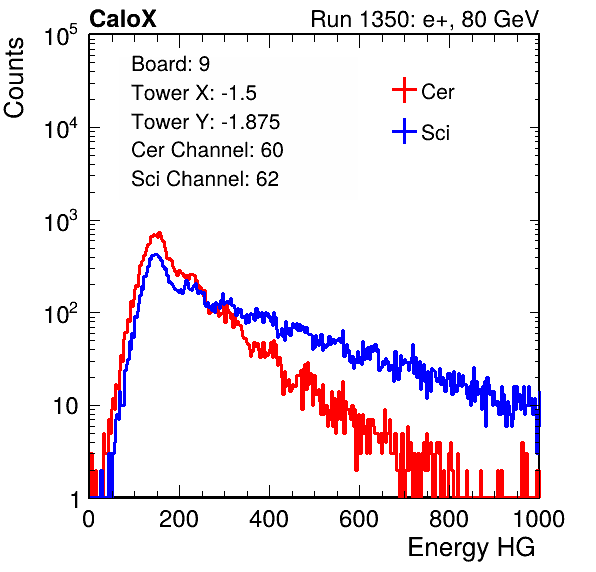 CaloX Run 1350: e+, 80 GeV
Counts
10^5
10^4
10^3
10^2
10
1
Board: 9
Tower X: -1.5
Tower Y: -1.875
Cer Channel: 60
Sci Channel: 62
Cer
Sci
0 200 400 600 800 1000
Energy HG